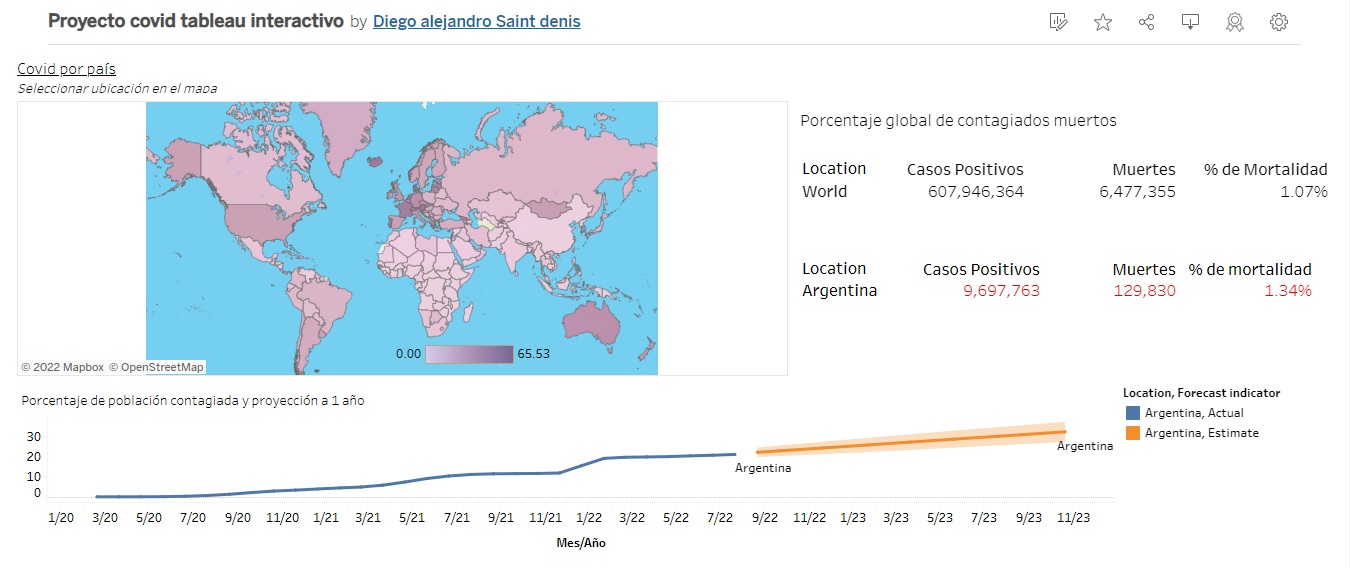 Proyecto covid tableau interactivo by Diego alejandro Saint denis
Covid por país
Seleccionar ubicación en el mapa
0.00 65.53
© 2022 Mapbox © OpenStreetMap
Porcentaje global de contagiados muertos
Location Casos Positivos Muertes % de Mortalidad
World 607,946,364 6,477,355 1.07%
Location Casos Positivos Muertes % de mortalidad
Argentina 9,697,763 129,830 1.34%
Porcentaje de población contagiada y proyección a 1 año
30
20
10
0
Argentina
Argentina
1/20 3/20 5/20 7/20 9/20 11/20 1/21 3/21 5/21 7/21 9/21 11/21 1/22 3/22 5/22 7/22 9/22 11/22 1/23 3/23 5/23 7/23 9/23 11/23
Mes/Año
Location, Forecast indicator
Argentina, Actual
Argentina, Estimate